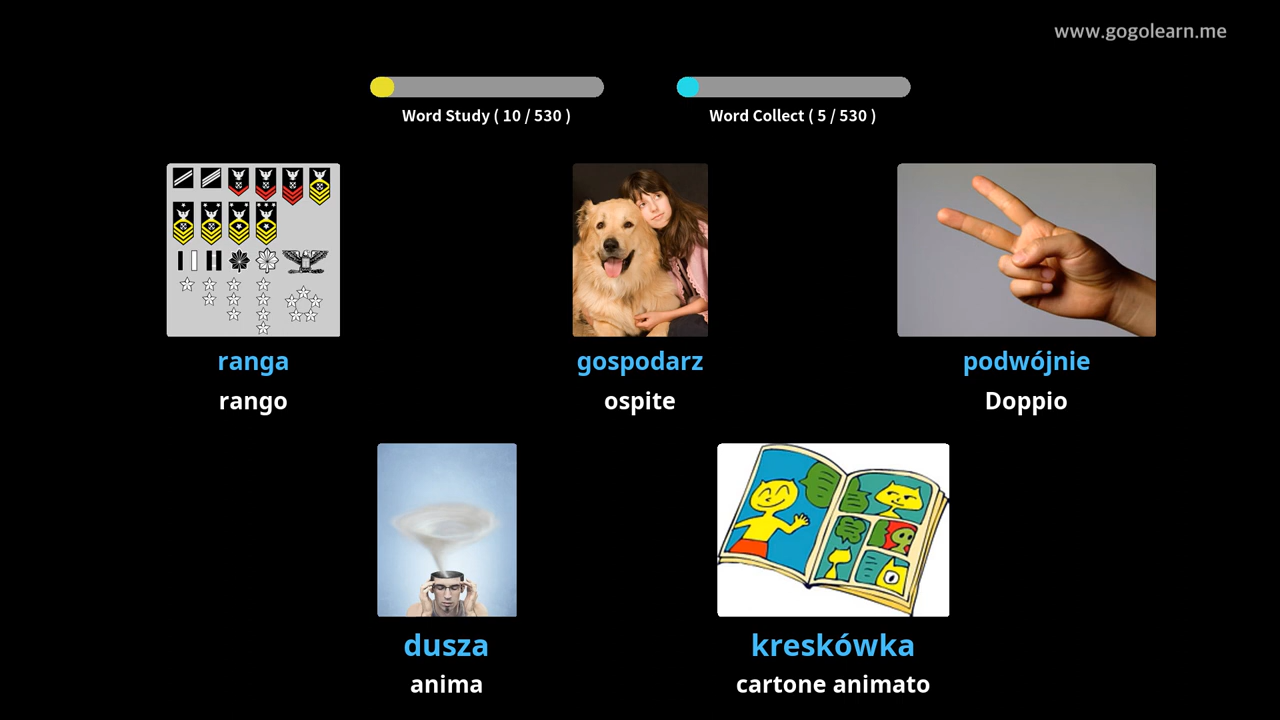 www.gogolearn.me
Word Study ( 10 / 530 )
Word Collect ( 5 / 530 )
ranga
gospodarz
podwójnie
rango
ospite
Doppio
dusza
kreskówka
anima
cartone animato